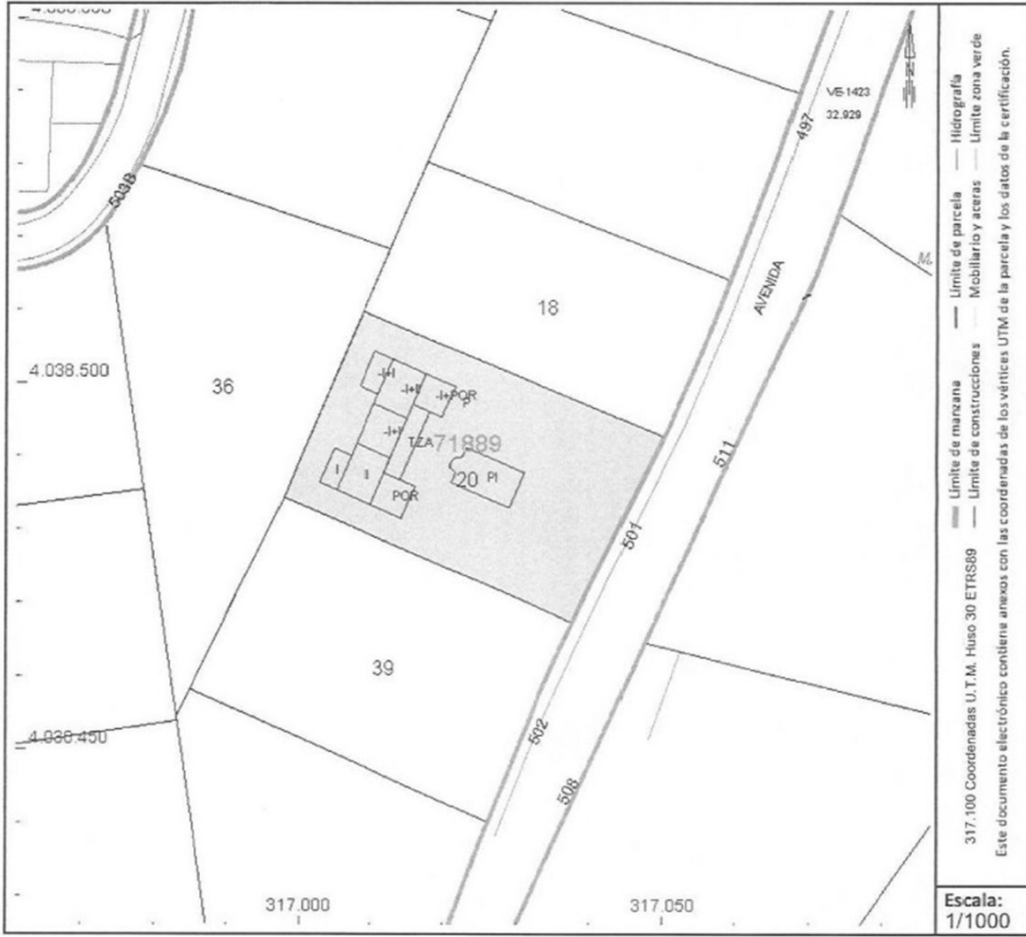 VE-1423
32.929
497
503B
M.
AVENIDA
18
4.038.500
36
-I+I
-I+II
-I+POR
P
TZA
71889
20
PI
I
II
POR
511
501
39
502
4.038.450
508
317.000
317.050
Límite de manzana
Límite de parcela
Hidrografía
Límite de construcciones
Mobiliario y aceras
Límite zona verde
317.100 Coordenadas U.T.M. Huso 30 ETRS89
Este documento electrónico contiene anexos con las coordenadas de los vértices UTM de la parcela y los datos de la certificación.
Escala:
1/1000